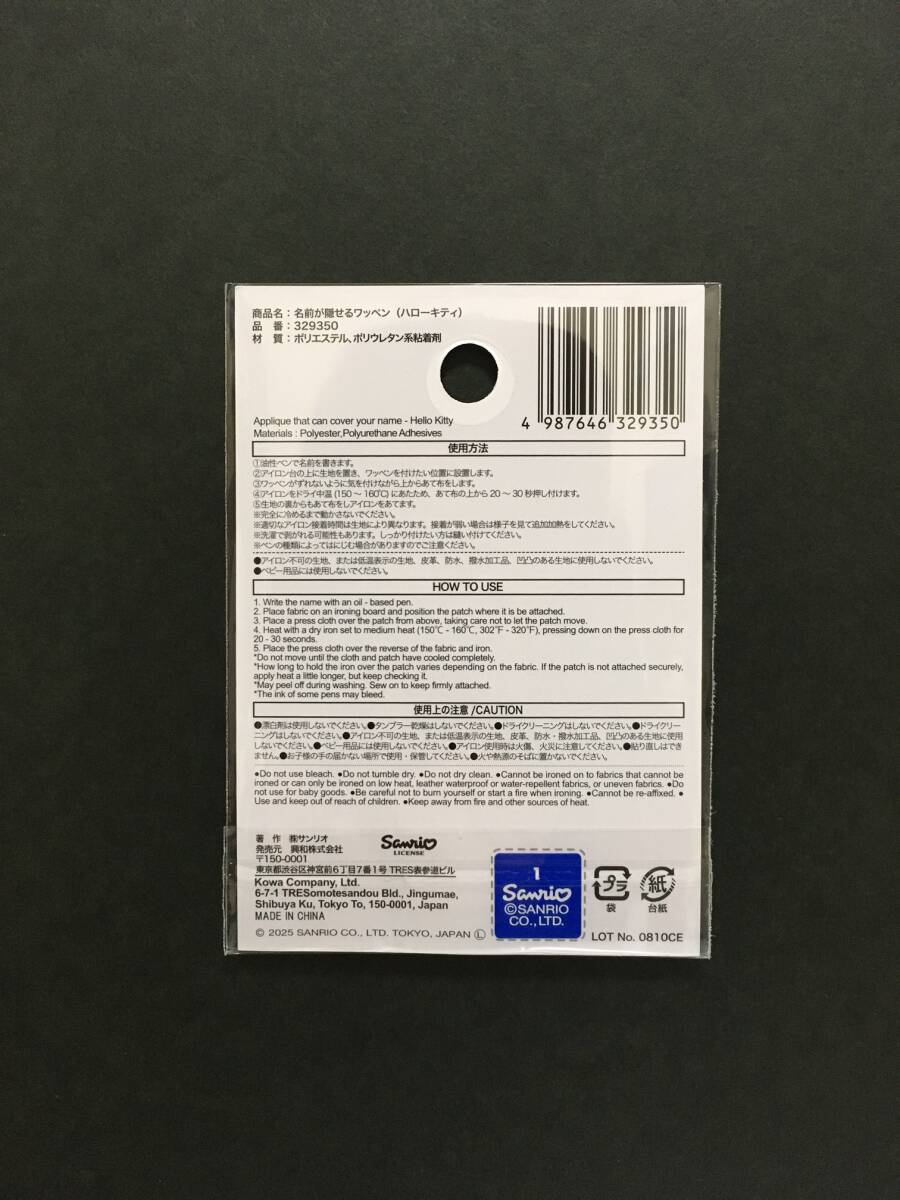 商品名：名前が隠せるワッペン（ハローキティ）
品　番：329350
材　質：ポリエステル、ポリウレタン系粘着剤
4 987646 329350
Applique that can cover your name - Hello Kitty
Materials : Polyester,Polyurethane Adhesives
使用方法
①油性ペンで名前を書きます。
②アイロン台の上に生地を置き、ワッペンを付けたい位置に設置します。
③ワッペンがずれないように気を付けながら上からあて布をします。
④アイロンをドライ中温（150〜160℃）にあたため、あて布の上から20〜30秒押し付けます。
⑤生地の裏からもあて布をしアイロンをあてます。
※完全に冷めるまで動かさないでください。
※適切なアイロン接着時間は生地により異なります。接着が弱い場合は様子を見て追加加熱をしてください。
※洗濯で剥がれる可能性もあります。しっかり付けたい方は縫い付けてください。
※ペンの種類によってはにじむ場合がありますのでご注意ください。
●アイロン不可の生地、または低温表示の生地、皮革、防水、撥水加工品、凹凸のある生地に使用しないでください。
●ベビー用品には使用しないでください。
HOW TO USE
1. Write the name with an oil - based pen.
2. Place fabric on an ironing board and position the patch where it is be attached.
3. Place a press cloth over the patch from above, taking care not to let the patch move.
4. Heat with a dry iron set to medium heat (150℃ - 160℃, 302℉ - 320℉), pressing down on the press cloth for
20 - 30 seconds.
5. Place the press cloth over the reverse of the fabric and iron.
*Do not move until the cloth and patch have cooled completely.
*How long to hold the iron over the patch varies depending on the fabric. If the patch is not attached securely,
apply heat a little longer, but keep checking it.
*May peel off during washing. Sew on to keep firmly attached.
*The ink of some pens may bleed.
使用上の注意 /CAUTION
●漂白剤は使用しないでください。●タンブラー乾燥はしないでください。●ドライクリーニングはしないでください。●ドライクリー
ニングはしないでください。●アイロン不可の生地、または低温表示の生地、皮革、防水・撥水加工品、凹凸のある生地に使用
しないでください。●ベビー用品には使用しないでください。●アイロン使用時は火傷、火災に注意してください。●貼り直しはでき
ません。●お子様の手の届かない場所で使用・保管してください。●火や熱源のそばに置かないでください。
●Do not use bleach. ●Do not tumble dry. ●Do not dry clean. ●Cannot be ironed on to fabrics that cannot be
ironed or can only be ironed on low heat, leather waterproof or water-repellent fabrics, or uneven fabrics. ●Do
not use for baby goods. ●Be careful not to burn yourself or start a fire when ironing. ●Cannot be re-affixed. ●
Use and keep out of reach of children. ●Keep away from fire and other sources of heat.
著　作　㈱サンリオ
発売元　興和株式会社
〒150-0001
東京都渋谷区神宮前6丁目7番1号 TRES表参道ビル
Kowa Company, Ltd.
6-7-1 TRESomotesandou Bld., Jingumae,
Shibuya Ku, Tokyo To, 150-0001, Japan
MADE IN CHINA
© 2025 SANRIO CO., LTD. TOKYO, JAPAN Ⓛ
Sanrio
LICENSE
1
Sanrio
©SANRIO
CO.,LTD.
プラ
袋
紙
台紙
LOT No. 0810CE